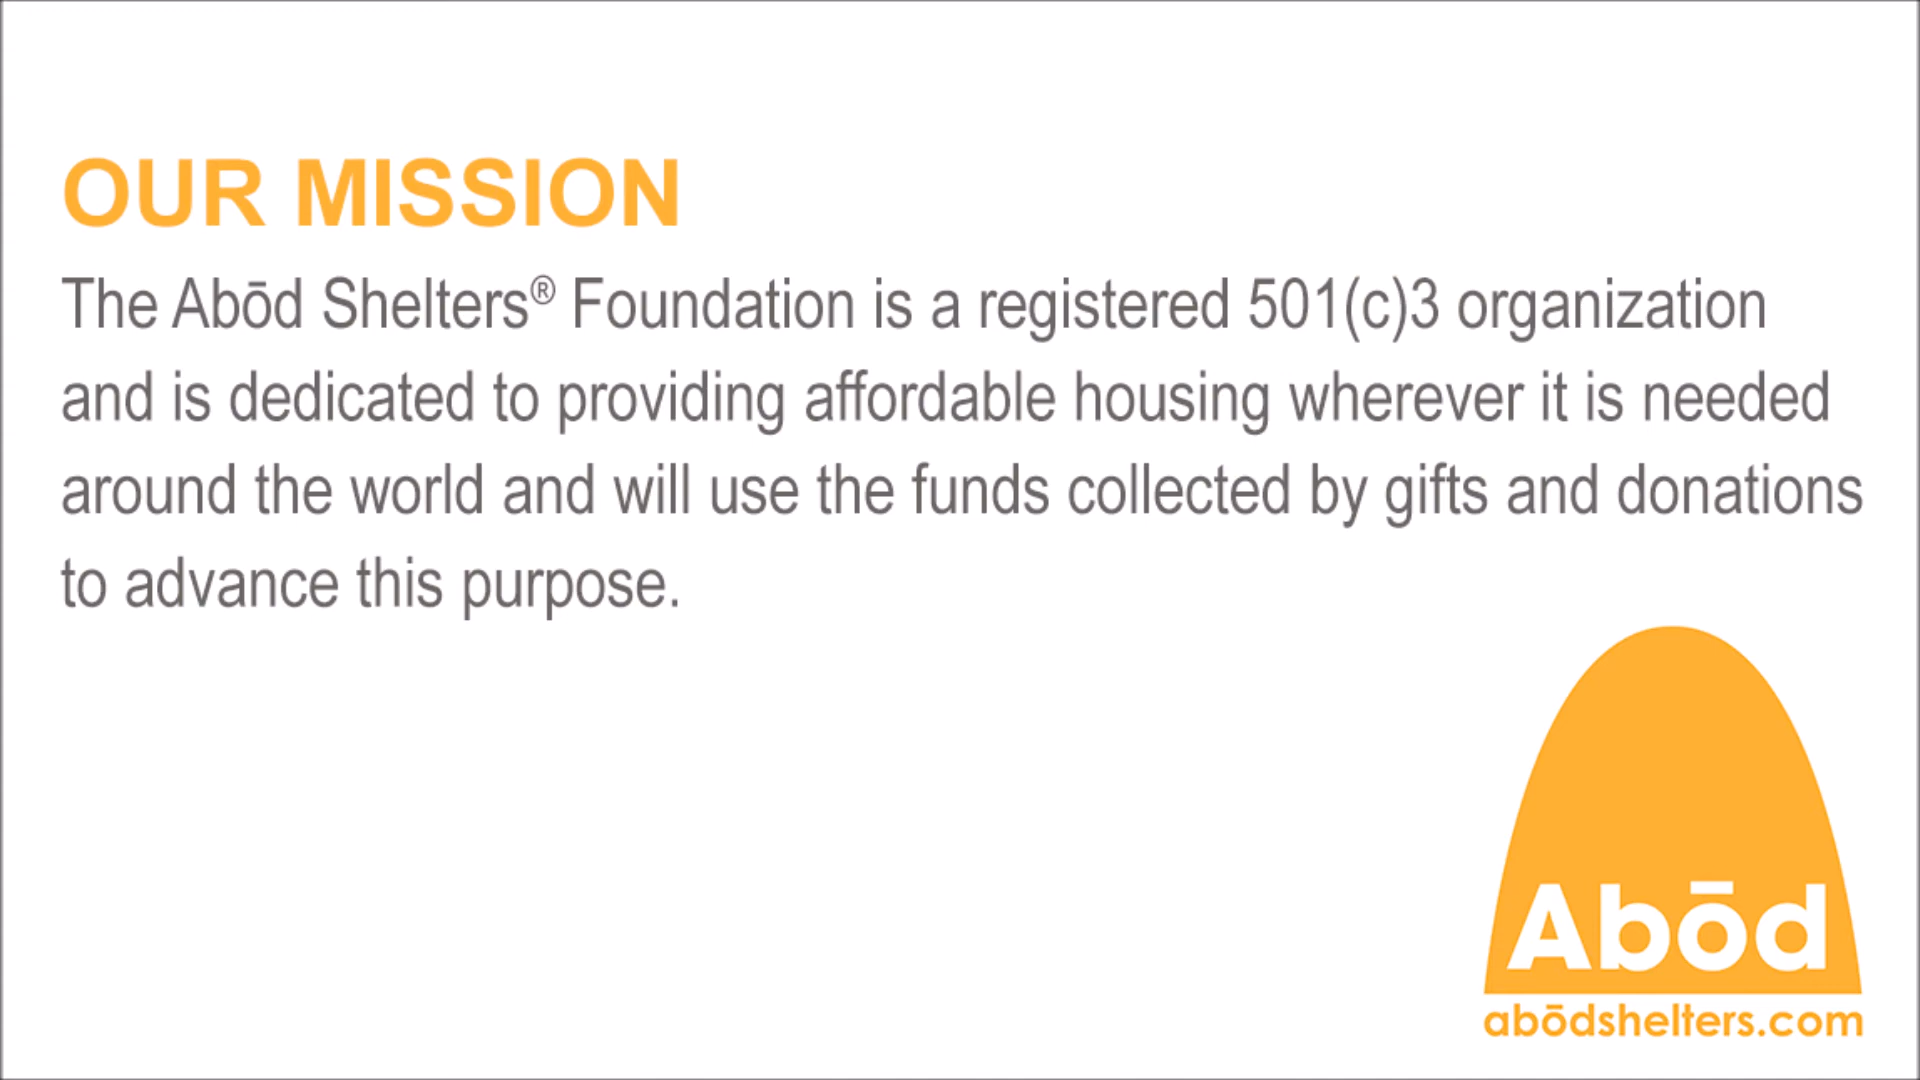 OUR MISSION
The Abōd Shelters® Foundation is a registered 501(c)3 organization
and is dedicated to providing affordable housing wherever it is needed
around the world and will use the funds collected by gifts and donations
to advance this purpose.
Abōd
abōdshelters.com